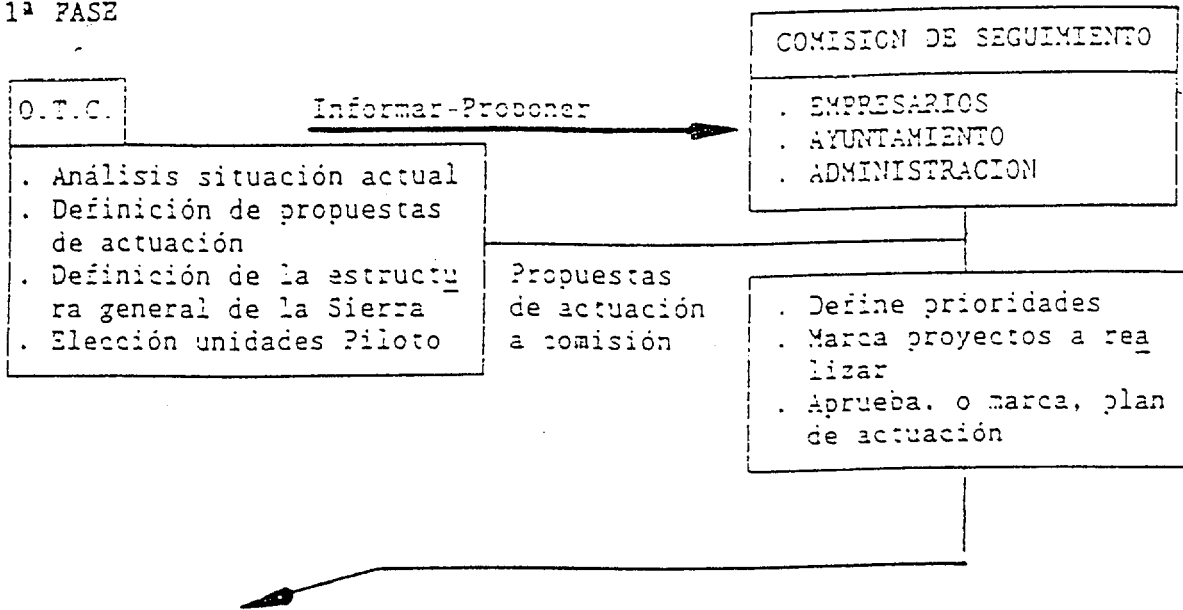 1ª FASE
COMISION DE SEGUIMIENTO
O.T.C.
Informar-Proponer
. EMPRESARIOS
. AYUNTAMIENTO
. ADMINISTRACION
. Análisis situación actual
. Definición de propuestas
de actuación
. Definición de la estructu
ra general de la Sierra
. Elección unidades Piloto
Propuestas
de actuación
a comisión
. Define prioridades
. Marca proyectos a rea
lizar
. Aprueba, o marca, plan
de actuación